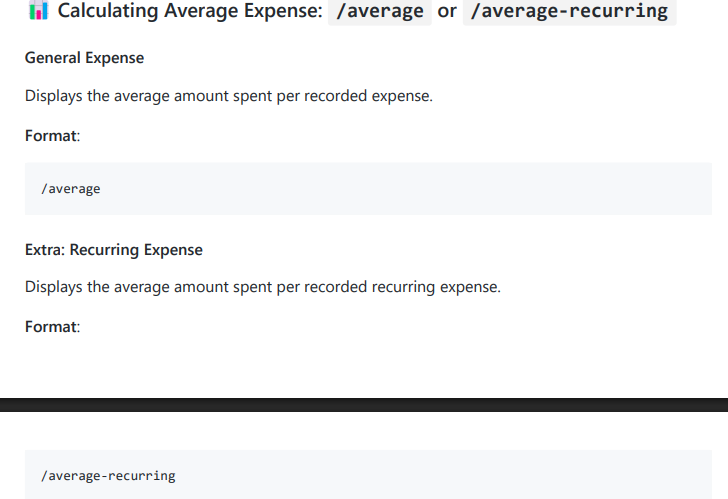 📊 Calculating Average Expense: /average or /average-recurring
General Expense
Displays the average amount spent per recorded expense.
Format:
/average
Extra: Recurring Expense
Displays the average amount spent per recorded recurring expense.
Format:
/average-recurring